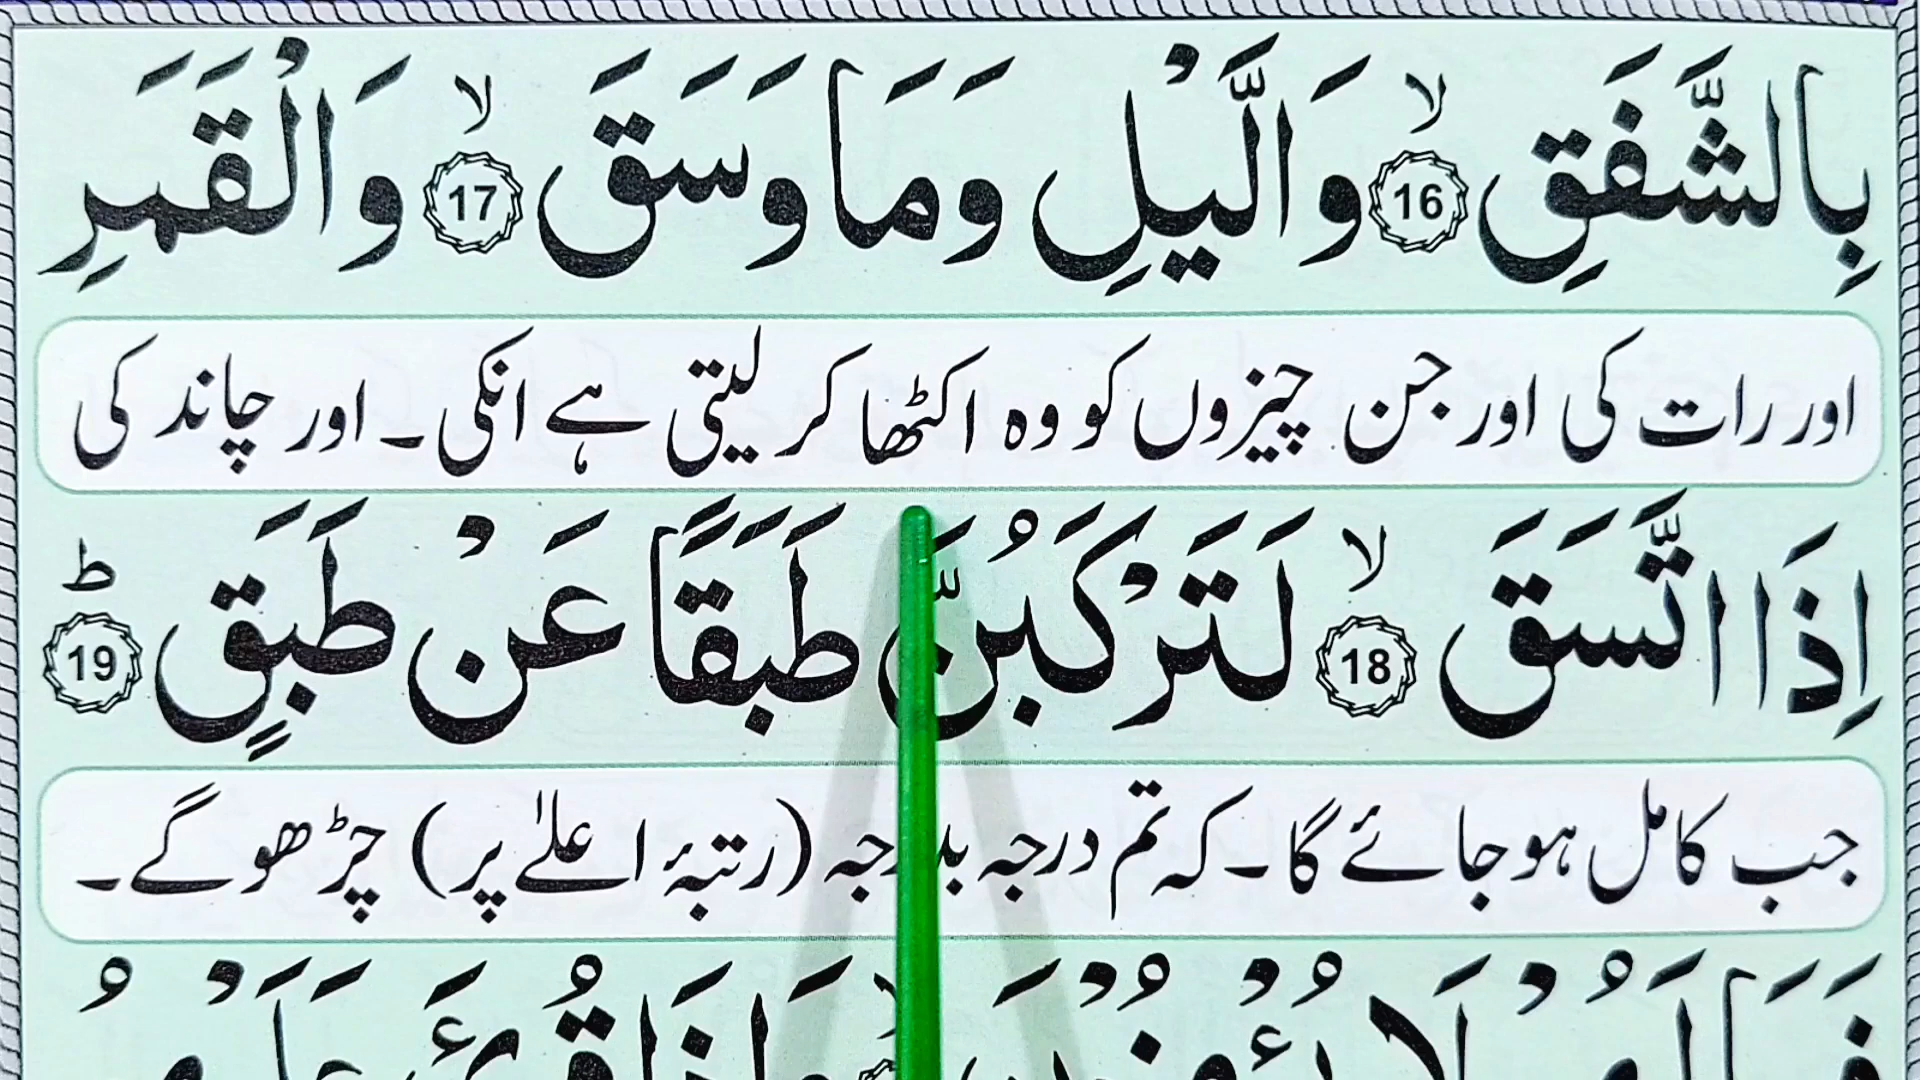 بِالشَّفَقِ ۙ 16 وَالَّيْلِ وَمَا وَسَقَ ۙ 17 وَالْقَمَرِ
اور رات کی اور جن چیزوں کو وہ اکٹھا کر لیتی ہے انکی ۔ اور چاند کی
اِذَا اتَّسَقَ ۙ 18 لَتَرْكَبُنَّ طَبَقًا عَنْ طَبَقٍ ؕ 19
جب کامل ہو جائے گا ۔ کہ تم درجہ بدرجہ (رتبۂ اعلےٰ پر) چڑھو گے ۔